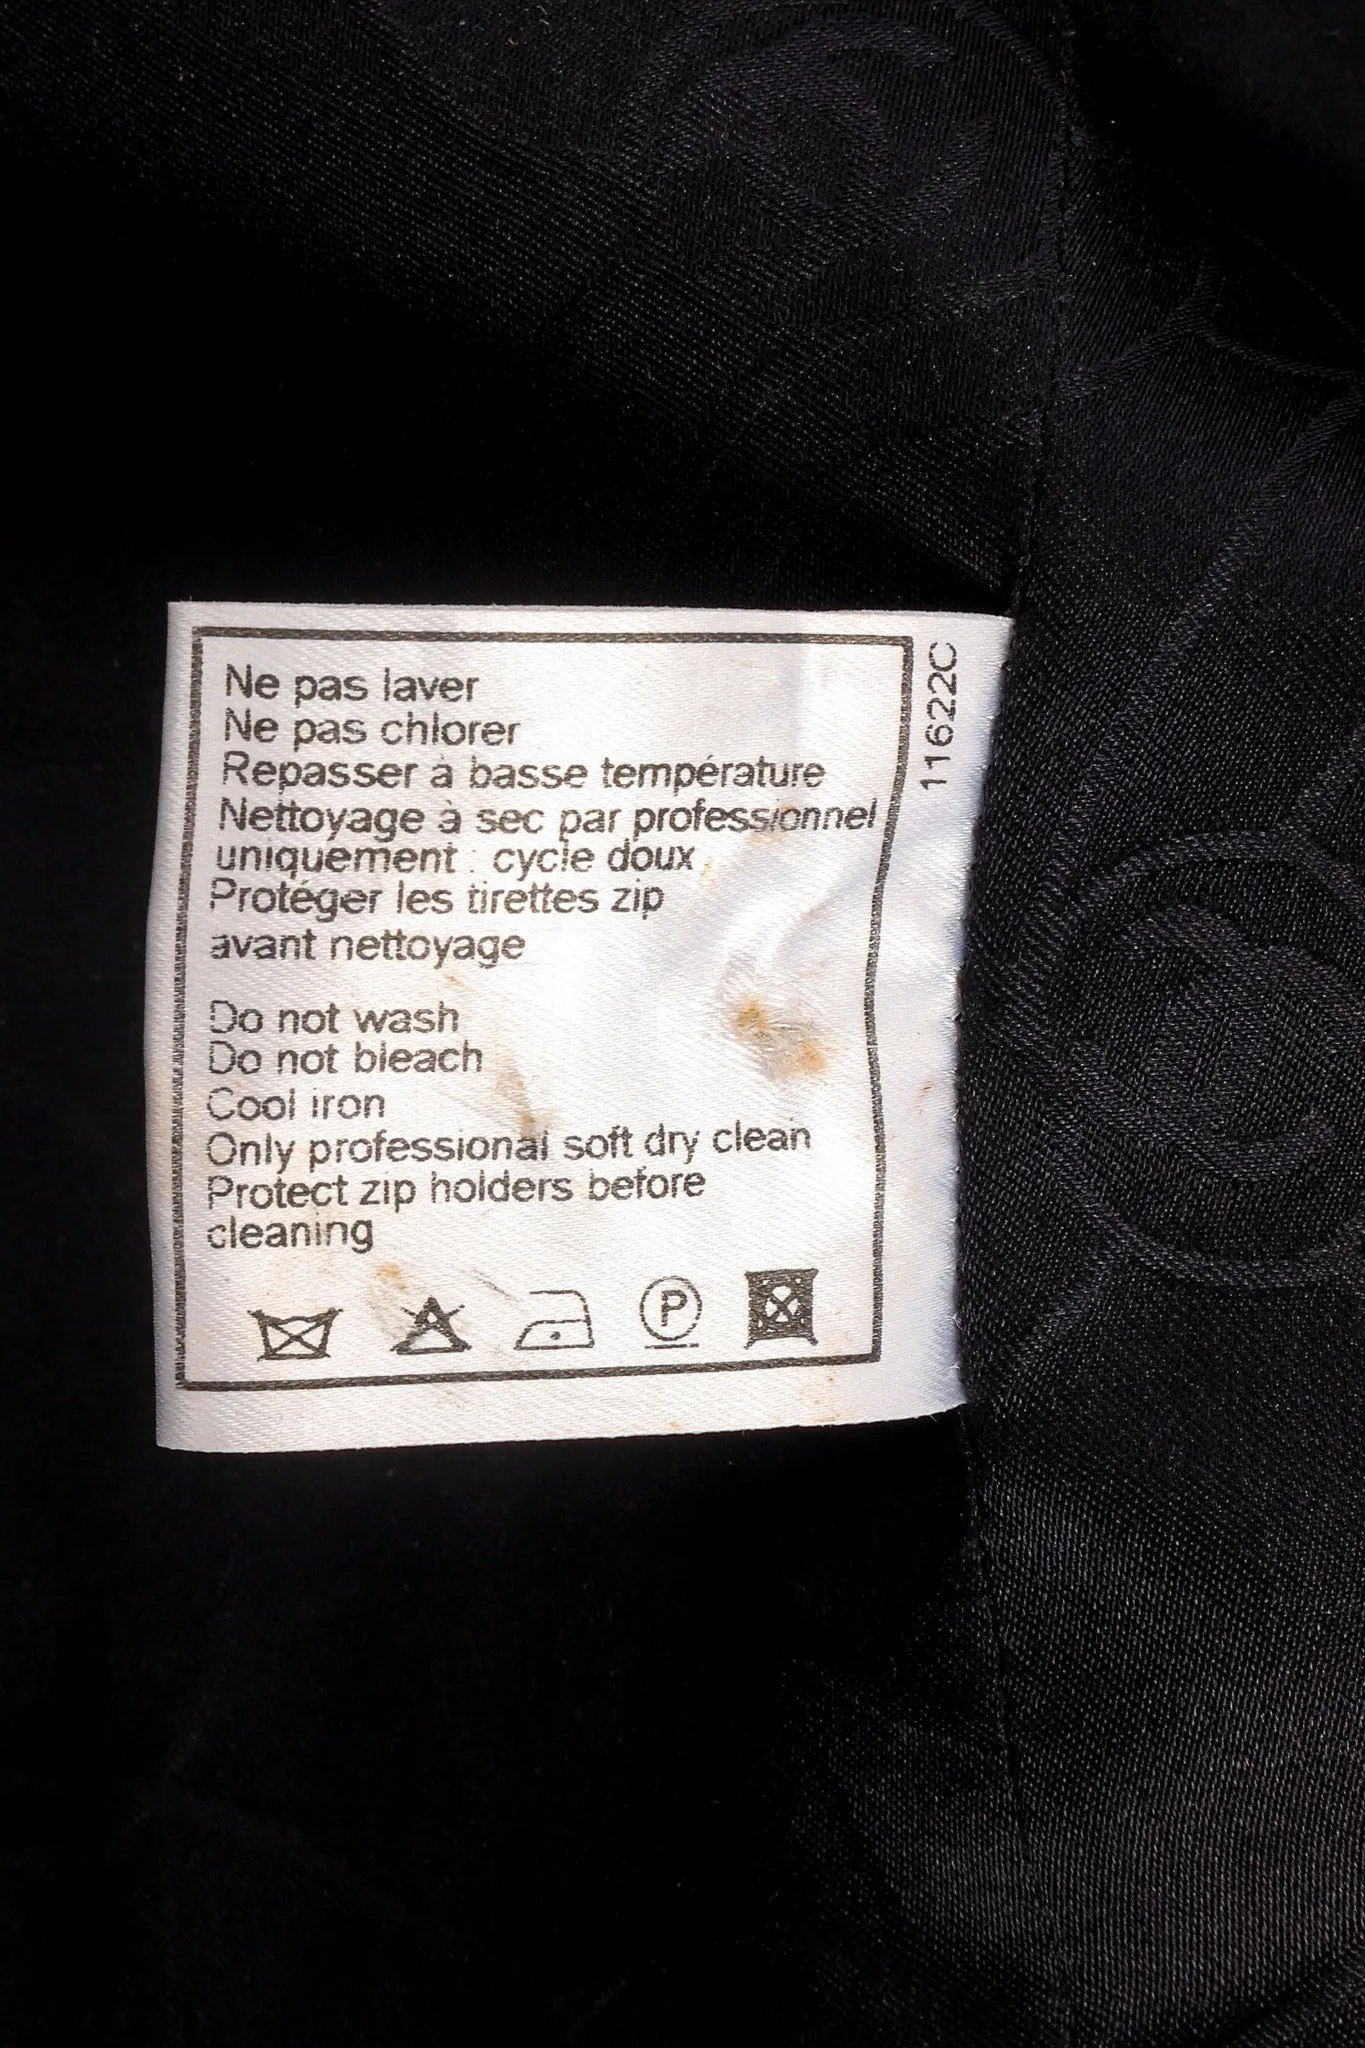 Ne pas laver
Ne pas chlorer
Repasser à basse température
Nettoyage à sec par professionnel
uniquement : cycle doux
Protéger les tirettes zip
avant nettoyage
Do not wash
Do not bleach
Cool iron
Only professional soft dry clean
Protect zip holders before
cleaning
P
11622C